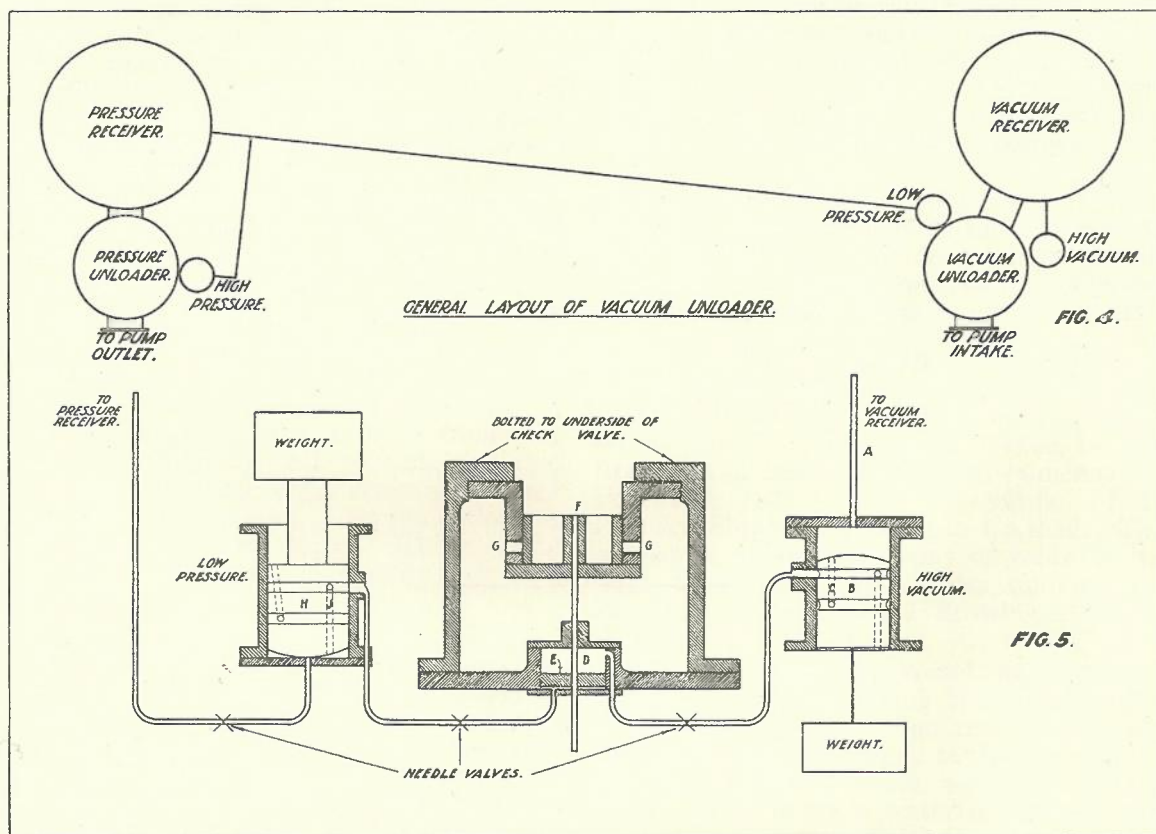 PRESSURE
RECEIVER.
PRESSURE
UNLOADER.
HIGH
PRESSURE.
TO PUMP
OUTLET.
GENERAL LAYOUT OF VACUUM UNLOADER.
LOW
PRESSURE.
VACUUM
RECEIVER.
VACUUM
UNLOADER.
HIGH
VACUUM.
TO PUMP
INTAKE.
FIG. 4.
TO
PRESSURE
RECEIVER.
WEIGHT.
LOW
PRESSURE.
H J
BOLTED TO UNDERSIDE OF
CHECK VALVE.
F
G G
E D
TO
VACUUM
RECEIVER.
A
C B
HIGH
VACUUM.
WEIGHT.
FIG. 5.
NEEDLE VALVES.